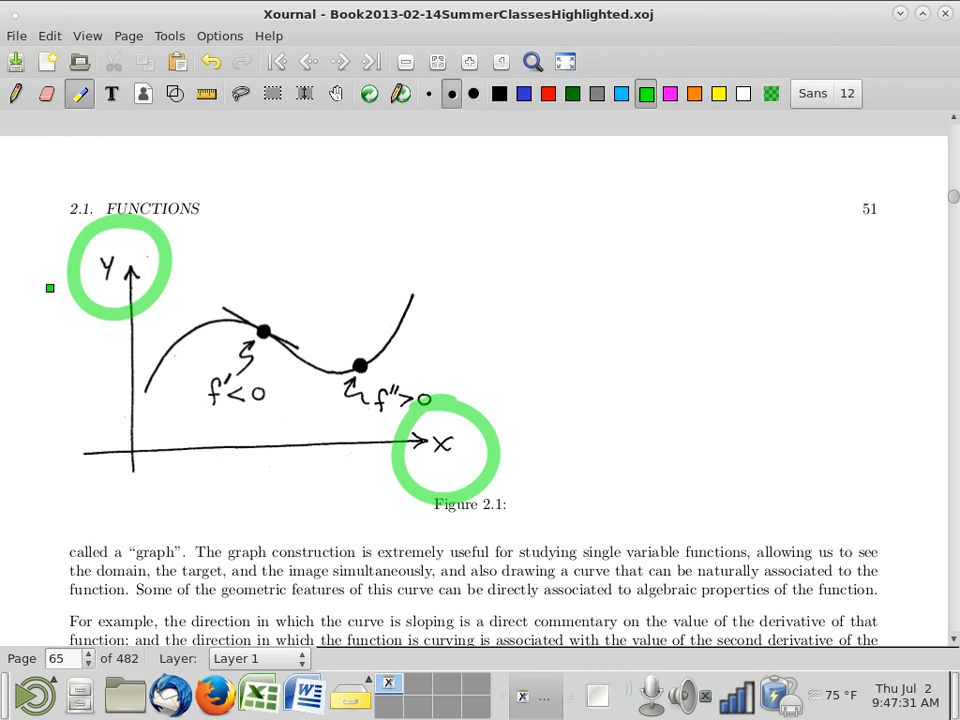 Xournal - Book2013-02-14SummerClassesHighlighted.xoj
File Edit View Page Tools Options Help
T Sans 12
2.1. FUNCTIONS 51
Y
f'<0
f''>0
X
Figure 2.1:
called a “graph”. The graph construction is extremely useful for studying single variable functions, allowing us to see
the domain, the target, and the image simultaneously, and also drawing a curve that can be naturally associated to the
function. Some of the geometric features of this curve can be directly associated to algebraic properties of the function.
For example, the direction in which the curve is sloping is a direct commentary on the value of the derivative of that
function; and the direction in which the function is curving is associated with the value of the second derivative of the
Page 65 of 482 Layer: Layer 1
... 75 °F Thu Jul 2
9:47:31 AM